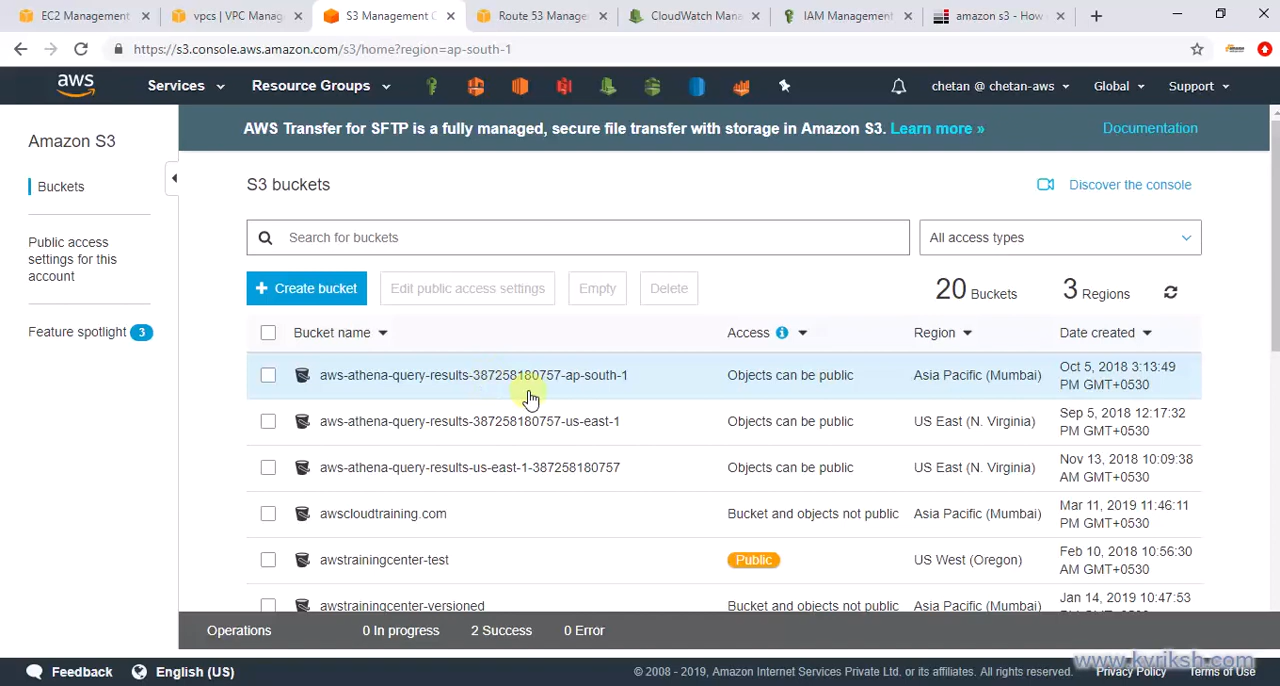 EC2 Management
vpcs | VPC Manag
S3 Management C
Route 53 Manage
CloudWatch Man
IAM Management
amazon s3 - How
https://s3.console.aws.amazon.com/s3/home?region=ap-south-1
aws
Services
Resource Groups
chetan @ chetan-aws
Global
Support
AWS Transfer for SFTP is a fully managed, secure file transfer with storage in Amazon S3. Learn more »
Documentation
Amazon S3
Buckets
Public access
settings for this
account
Feature spotlight 3
S3 buckets
Discover the console
Search for buckets
All access types
+ Create bucket
Edit public access settings
Empty
Delete
20 Buckets
3 Regions
Bucket name
Access
Region
Date created
aws-athena-query-results-387258180757-ap-south-1
Objects can be public
Asia Pacific (Mumbai)
Oct 5, 2018 3:13:49
PM GMT+0530
aws-athena-query-results-387258180757-us-east-1
Objects can be public
US East (N. Virginia)
Sep 5, 2018 12:17:32
PM GMT+0530
aws-athena-query-results-us-east-1-387258180757
Objects can be public
US East (N. Virginia)
Nov 13, 2018 10:09:38
AM GMT+0530
awscloudtraining.com
Bucket and objects not public
Asia Pacific (Mumbai)
Mar 11, 2019 11:46:11
PM GMT+0530
awstrainingcenter-test
Public
US West (Oregon)
Feb 10, 2018 10:56:30
AM GMT+0530
awstrainingcenter-versioned
Bucket and objects not public
Asia Pacific (Mumbai)
Jan 14, 2019 10:47:53
Operations
0 In progress
2 Success
0 Error
Feedback
English (US)
© 2008 - 2019, Amazon Internet Services Private Ltd. or its affiliates. All rights reserved.
Privacy Policy
Terms of Use
www.kvriksh.com